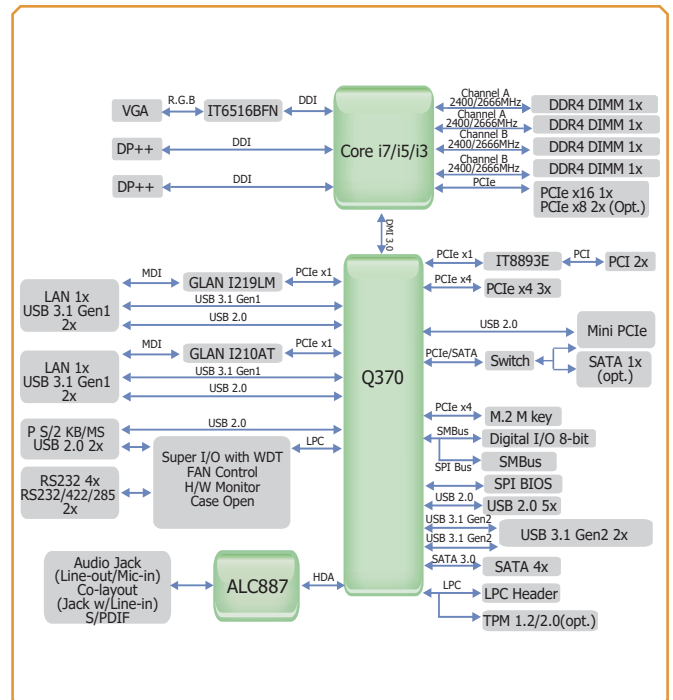 VGA
R.G.B
IT6516BFN
DDI
DP++
DDI
DP++
DDI
Core i7/i5/i3
Channel A
2400/2666MHz
DDR4 DIMM 1x
Channel A
2400/2666MHz
DDR4 DIMM 1x
Channel B
2400/2666MHz
DDR4 DIMM 1x
Channel B
2400/2666MHz
DDR4 DIMM 1x
PCIe
PCIe x16 1x
PCIe x8 2x (Opt.)
DMI 3.0
Q370
LAN 1x
USB 3.1 Gen1
2x
MDI
GLAN I219LM
PCIe x1
USB 3.1 Gen1
USB 2.0
LAN 1x
USB 3.1 Gen1
2x
MDI
GLAN I210AT
PCIe x1
USB 3.1 Gen1
USB 2.0
P S/2 KB/MS
USB 2.0 2x
USB 2.0
RS232 4x
RS232/422/285
2x
Super I/O with WDT
FAN Control
H/W Monitor
Case Open
LPC
Audio Jack
(Line-out/Mic-in)
Co-layout
(Jack w/Line-in)
S/PDIF
ALC887
HDA
PCIe x1
IT8893E
PCI
PCI 2x
PCIe x4
PCIe x4 3x
USB 2.0
Mini PCIe
PCIe/SATA
Switch
SATA 1x
(opt.)
PCIe x4
M.2 M key
SMBus
Digital I/O 8-bit
SMBus
SPI Bus
SPI BIOS
USB 2.0
USB 2.0 5x
USB 3.1 Gen2
USB 3.1 Gen2
USB 3.1 Gen2 2x
SATA 3.0
SATA 4x
LPC
LPC Header
TPM 1.2/2.0(opt.)